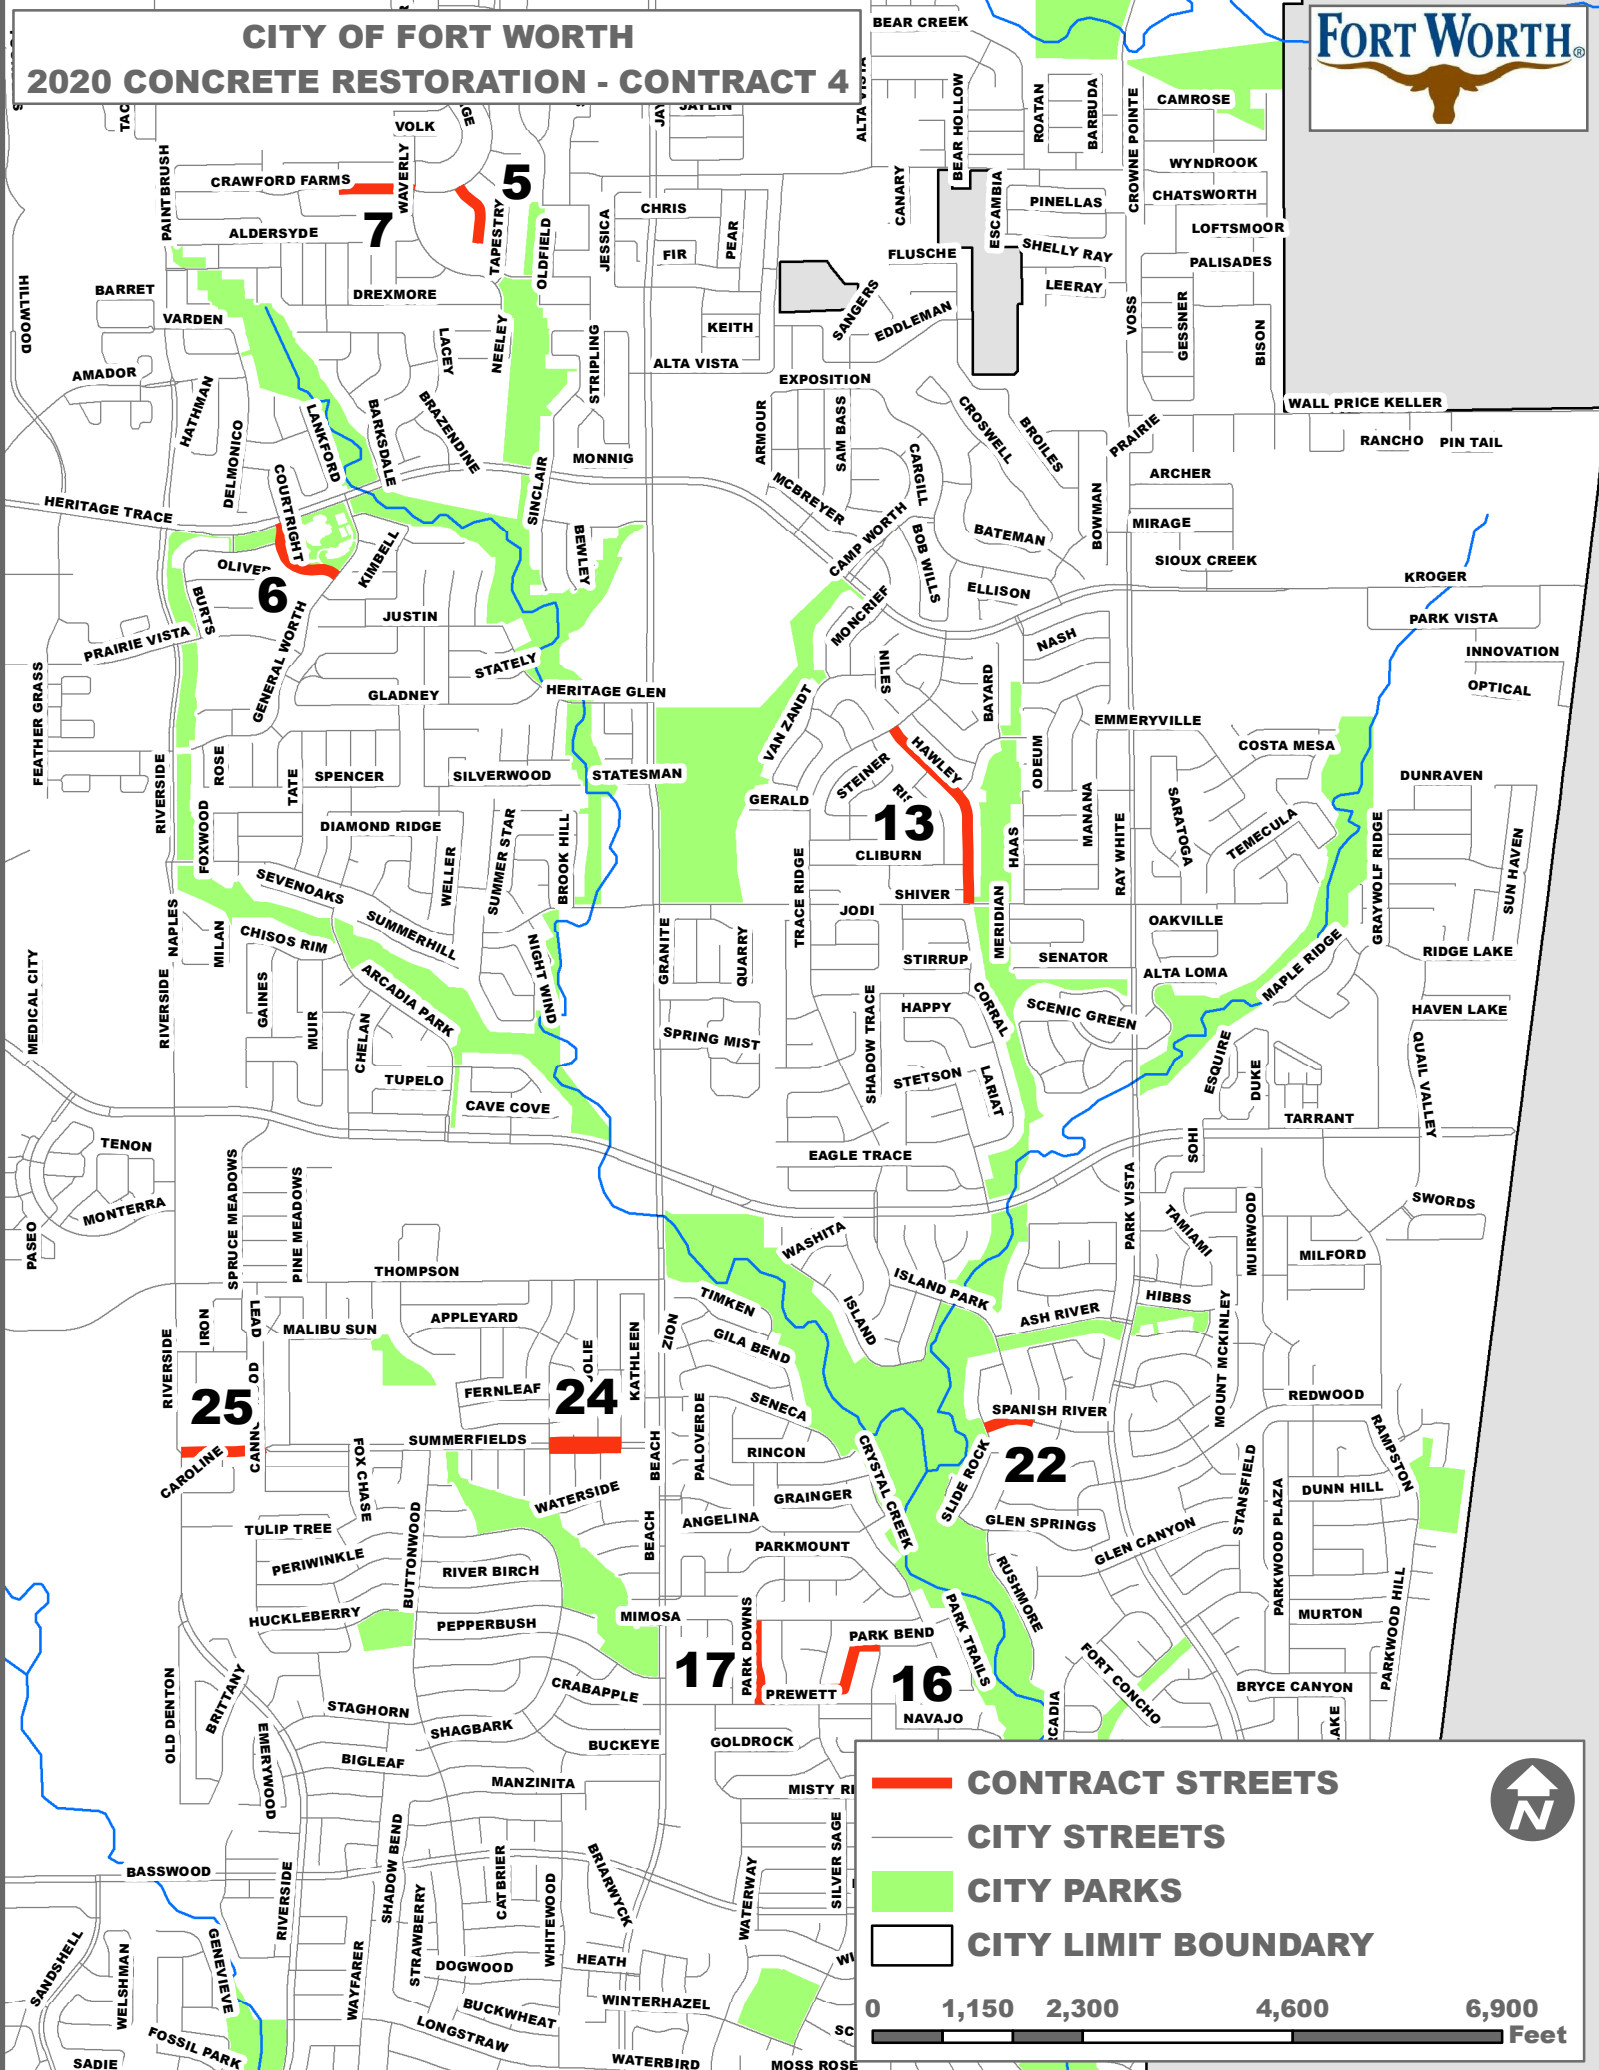 CITY OF FORT WORTH
2020 CONCRETE RESTORATION - CONTRACT 4
FORT WORTH®
BEAR CREEK
JAYLIN
VOLK
CAMROSE
BEAR HOLLOW
ROATAN
BARBUDA
CROWNE POINTE
WYNDROOK
CHATSWORTH
LOFTSMOOR
PALISADES
PAINTBRUSH
CRAWFORD FARMS
WAVERLY
5
7
ALDERSYDE
TAPESTRY
OLDFIELD
JESSICA
CHRIS
FIR
PEAR
CANARY
ESCAMBIA
PINELLAS
SHELLY RAY
FLUSCHE
LEERAY
HILLWOOD
BARRET
VARDEN
DREXMORE
LACEY
NEELEY
STRIPLING
KEITH
ALTA VISTA
SANGERS
EDDLEMAN
VOSS
GESSNER
BISON
AMADOR
HATHMAN
DELMONICO
LANKFORD
BARKSDALE
BRAZENDINE
EXPOSITION
ARMOUR
SAM BASS
CARGILL
CROSWELL
BROILES
PRAIRIE
WALL PRICE KELLER
RANCHO
PIN TAIL
MONNIG
ARCHER
HERITAGE TRACE
COURTRIGHT
SINCLAIR
BEWLEY
MCBREYER
CAMP WORTH
BOB WILLS
BATEMAN
BOWMAN
MIRAGE
SIOUX CREEK
KIMBELL
6
BURTS
JUSTIN
PRAIRIE VISTA
GENERAL WORTH
MONCRIEF
ELLISON
NASH
KROGER
PARK VISTA
INNOVATION
OPTICAL
FEATHER GRASS
STATELY
GLADNEY
HERITAGE GLEN
NILES
BAYARD
VAN ZANDT
EMMERYVILLE
COSTA MESA
RIVERSIDE
ROSE
TATE
SPENCER
SILVERWOOD
STATESMAN
HAWLEY
STEINER
ODEUM
DUNRAVEN
GERALD
13
FOXWOOD
DIAMOND RIDGE
WELLER
SUMMER STAR
BROOK HILL
CLIBURN
HAAS
MANANA
RAY WHITE
SARATOGA
TEMECULA
GRAYWOLF RIDGE
SUN HAVEN
SEVENOAKS
SUMMERHILL
TRACE RIDGE
SHIVER
JODI
MERIDIAN
OAKVILLE
NAPLES
MILAN
CHISOS RIM
NIGHT WIND
GRANITE
QUARRY
STIRRUP
SENATOR
ALTA LOMA
MAPLE RIDGE
RIDGE LAKE
MEDICAL CITY
RIVERSIDE
GAINES
MUIR
CHELAN
ARCADIA PARK
SPRING MIST
SHADOW TRACE
HAPPY
CORRAL
SCENIC GREEN
HAVEN LAKE
TUPELO
CAVE COVE
STETSON
LARIAT
ESQUIRE
DUKE
QUAIL VALLEY
TARRANT
TENON
MONTERRA
PASEO
SPRUCE MEADOWS
PINE MEADOWS
EAGLE TRACE
SOHI
PARK VISTA
TAMIAMI
MUIRWOOD
SWORDS
MILFORD
THOMPSON
WASHITA
ISLAND PARK
TIMKEN
ISLAND
ASH RIVER
HIBBS
RIVERSIDE
IRON
LEAD
MALIBU SUN
APPLEYARD
KATHLEEN
ZION
GILA BEND
MOUNT MCKINLEY
REDWOOD
25
24
FERNLEAF
PALOVERDE
SENECA
SPANISH RIVER
RAMPSTON
SUMMERFIELDS
CAROLINE
BEACH
RINCON
CRYSTAL CREEK
SLIDE ROCK
22
FOX CHASE
BUTTONWOOD
WATERSIDE
GRAINGER
ANGELINA
GLEN SPRINGS
GLEN CANYON
STANSFIELD
PARKWOOD PLAZA
DUNN HILL
TULIP TREE
PERIWINKLE
RIVER BIRCH
BEACH
PARKMOUNT
RUSHMORE
PARKWOOD HILL
HUCKLEBERRY
PEPPERBUSH
MIMOSA
PARK DOWNS
PARK BEND
PARK TRAILS
MURTON
17
16
PREWETT
NAVAJO
FORT CONCHO
BRYCE CANYON
OLD DENTON
BRITTANY
EMERYWOOD
STAGHORN
CRABAPPLE
SHAGBARK
BUCKEYE
GOLDROCK
BIGLEAF
MANZINITA
SHADOW BEND
CATBRIER
BRIARWYCK
SILVER SAGE
WATERWAY
BASSWOOD
RIVERSIDE
STRAWBERRY
WHITEWOOD
SANDSHELL
WELSHMAN
GENEVIEVE
WAYFARER
DOGWOOD
HEATH
BUCKWHEAT
WINTERHAZEL
LONGSTRAW
FOSSIL PARK
SADIE
WATERBIRD
MOSS ROSE
CONTRACT STREETS
CITY STREETS
CITY PARKS
CITY LIMIT BOUNDARY
N
0 1,150 2,300 4,600 6,900
Feet